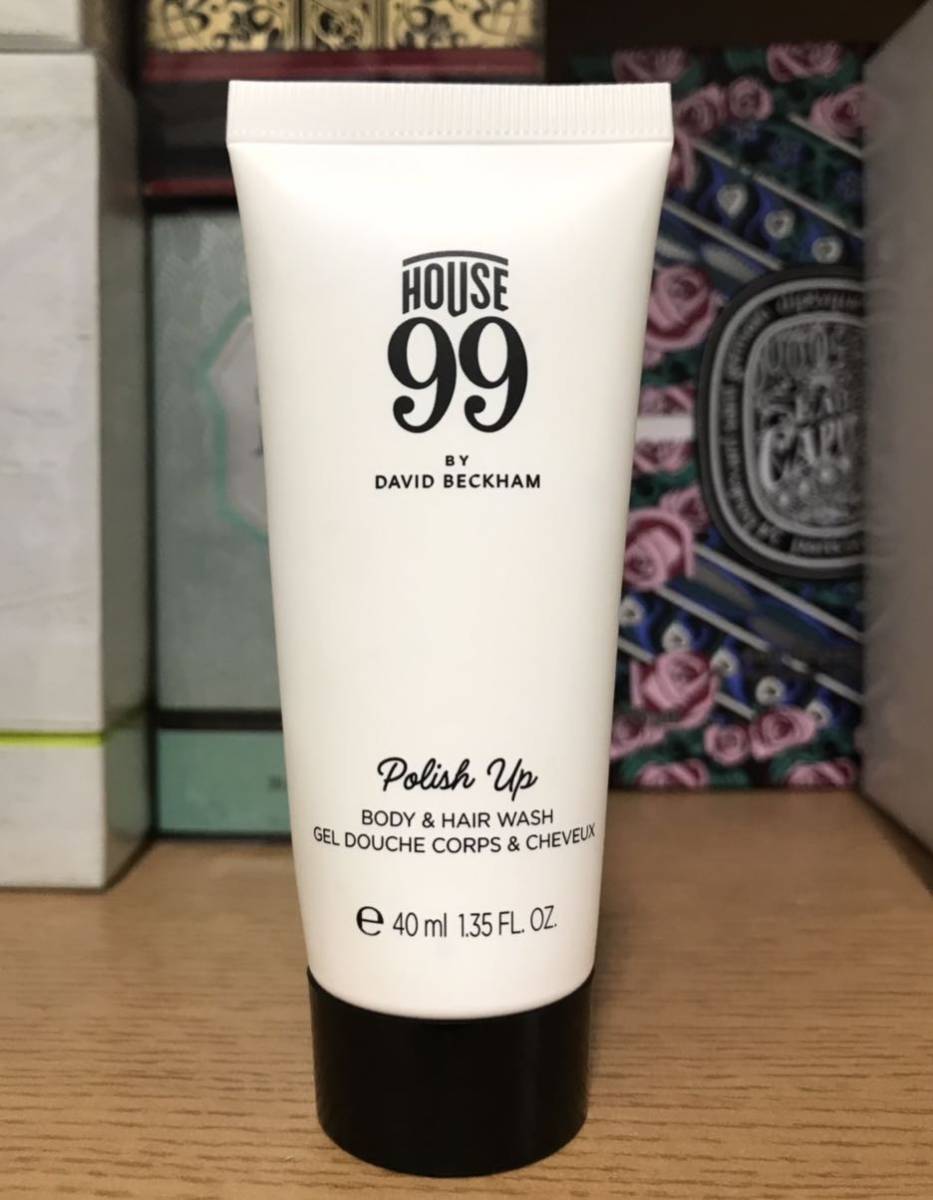 HOUSE
99
BY
DAVID BECKHAM
Polish Up
BODY & HAIR WASH
GEL DOUCHE CORPS & CHEVEUX
e 40 ml 1.35 FL. OZ.